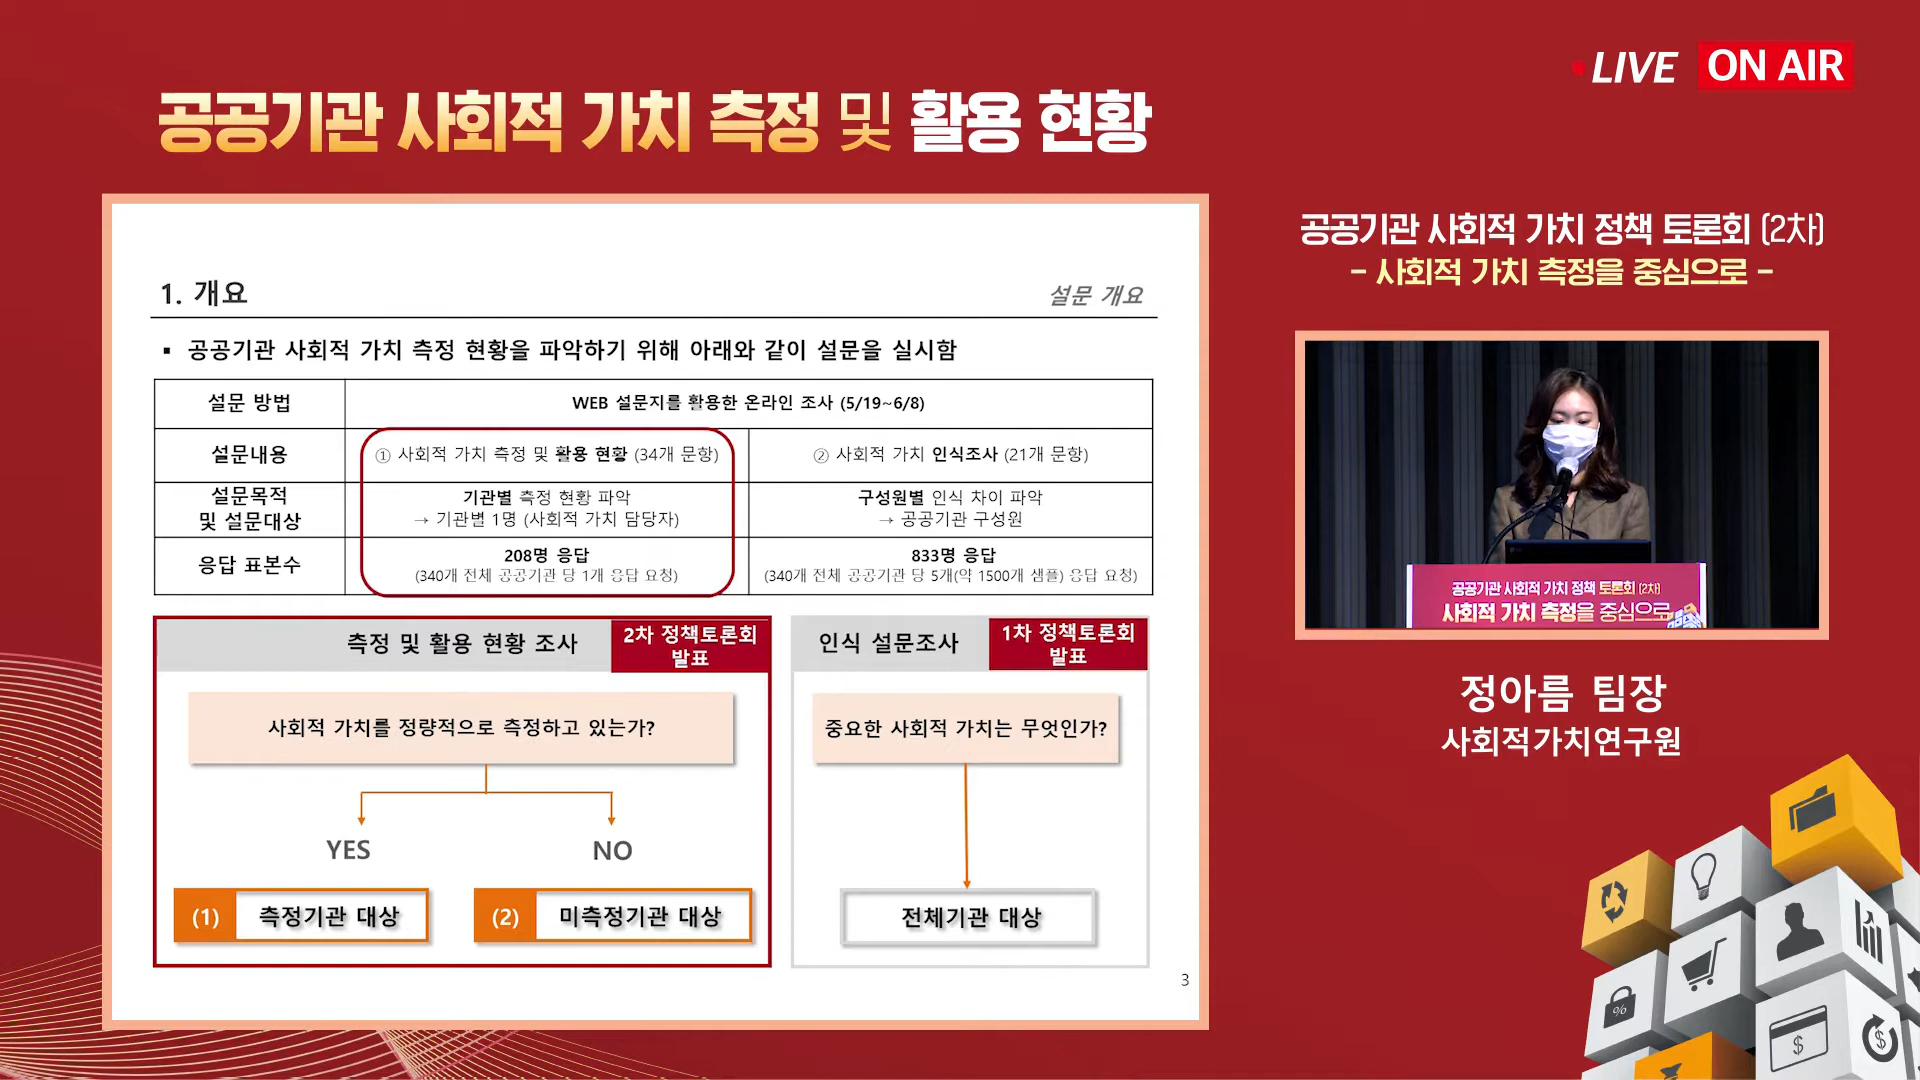 LIVE ON AIR
공공기관 사회적 가치 측정 및 활용 현황
1. 개요
설문 개요
▪ 공공기관 사회적 가치 측정 현황을 파악하기 위해 아래와 같이 설문을 실시함
설문 방법
WEB 설문지를 활용한 온라인 조사 (5/19~6/8)
설문내용
① 사회적 가치 측정 및 활용 현황 (34개 문항)
② 사회적 가치 인식조사 (21개 문항)
설문목적
및 설문대상
기관별 측정 현황 파악
→ 기관별 1명 (사회적 가치 담당자)
구성원별 인식 차이 파악
→ 공공기관 구성원
응답 표본수
208명 응답
(340개 전체 공공기관 당 1개 응답 요청)
833명 응답
(340개 전체 공공기관 당 5개(약 1500개 샘플) 응답 요청)
측정 및 활용 현황 조사
2차 정책토론회
발표
사회적 가치를 정량적으로 측정하고 있는가?
YES
NO
(1) 측정기관 대상
(2) 미측정기관 대상
인식 설문조사
1차 정책토론회
발표
중요한 사회적 가치는 무엇인가?
전체기관 대상
3
공공기관 사회적 가치 정책 토론회 (2차)
- 사회적 가치 측정을 중심으로 -
공공기관 사회적 가치 정책 토론회 (2차)
사회적 가치 측정을 중심으로
정아름 팀장
사회적가치연구원
%
$
$